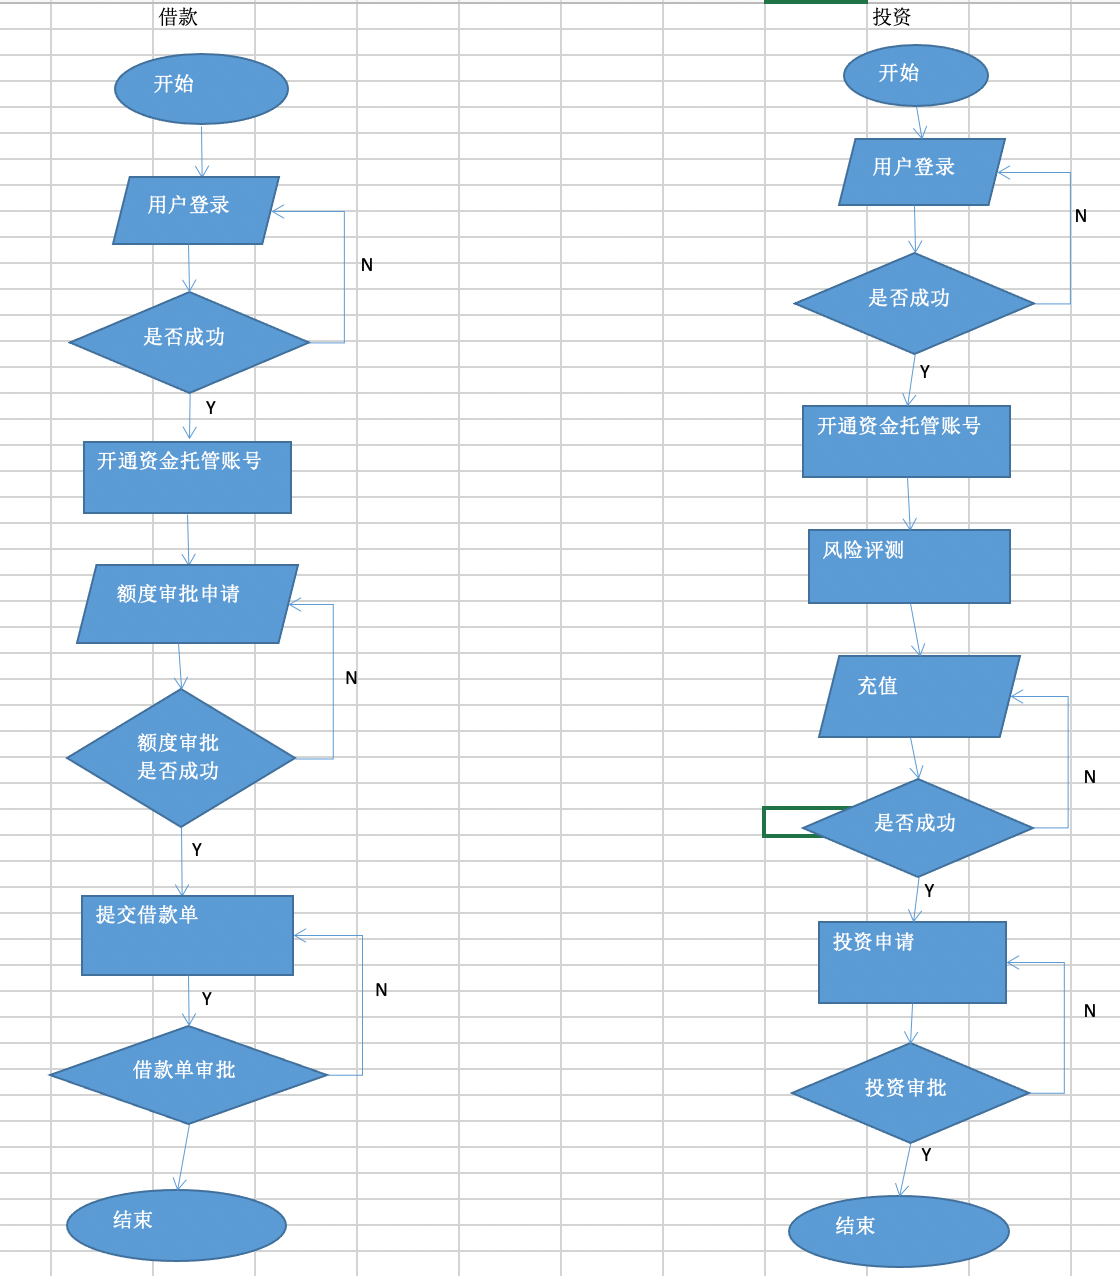 借款
开始
用户登录
N
是否成功
Y
开通资金托管账号
额度审批申请
N
额度审批
是否成功
Y
提交借款单
Y
N
借款单审批
结束
投资
开始
用户登录
N
是否成功
Y
开通资金托管账号
风险评测
充值
N
是否成功
Y
投资申请
N
投资审批
Y
结束